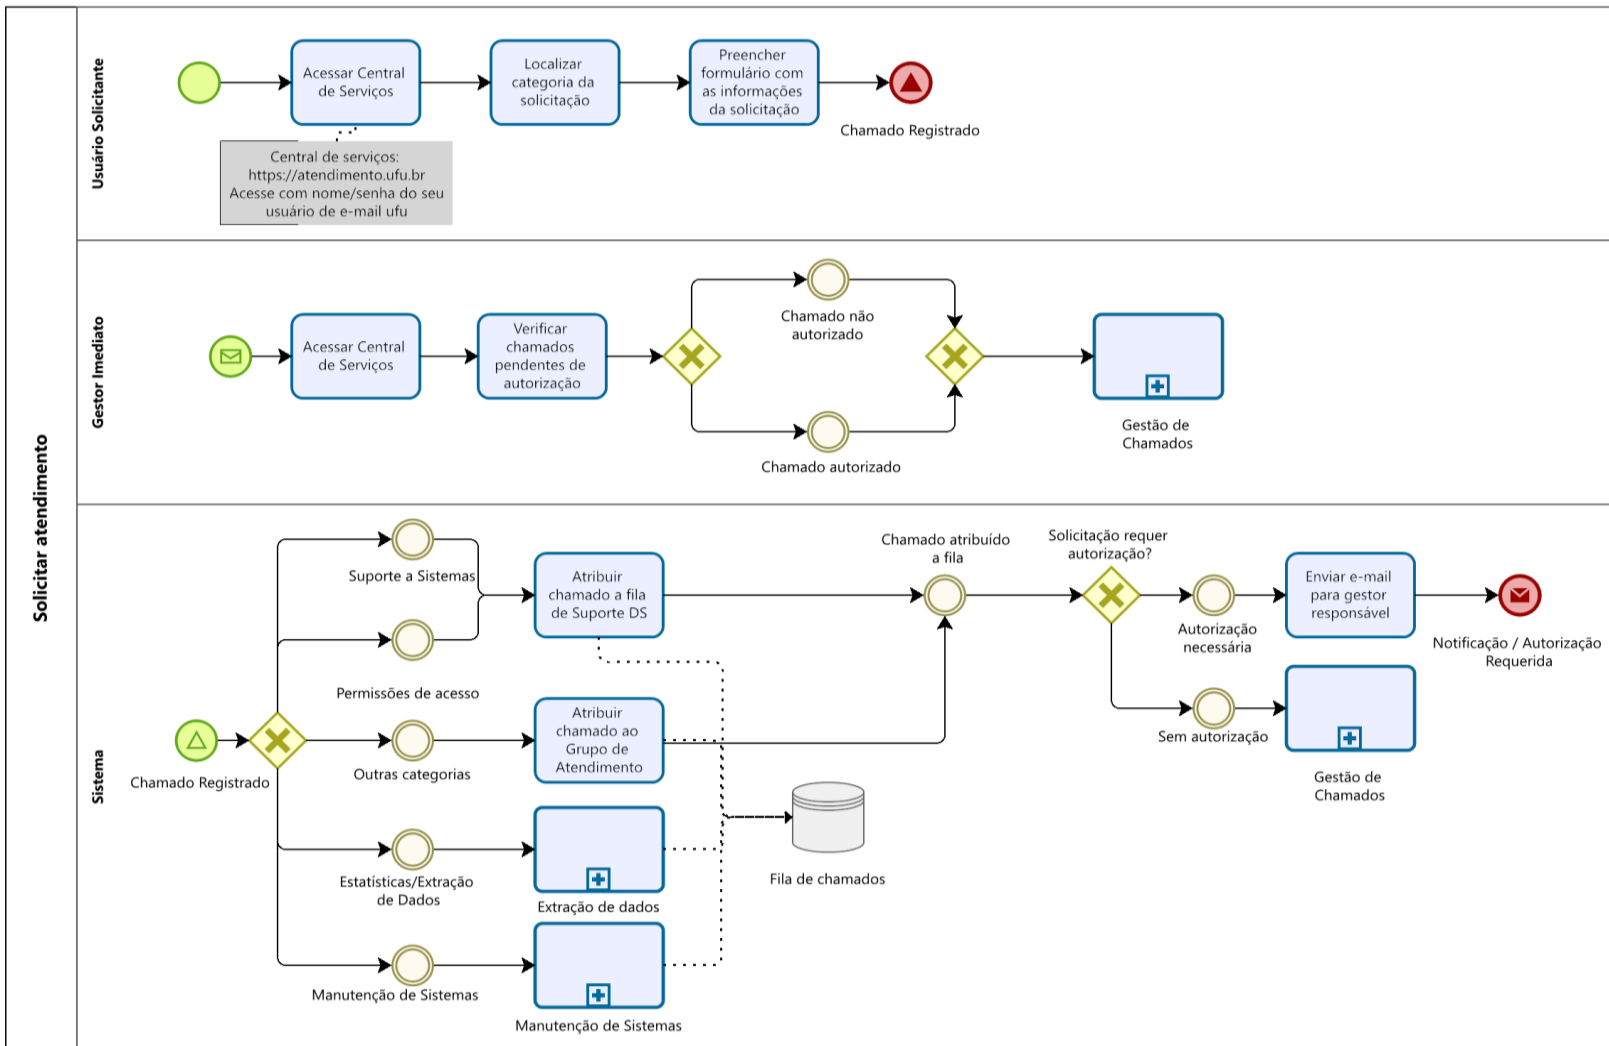 Solicitar atendimento
Usuário Solicitante
Acessar Central
de Serviços
Localizar
categoria da
solicitação
Preencher
formulário com
as informações
da solicitação
Chamado Registrado
Central de serviços:
https://atendimento.ufu.br
Acesse com nome/senha do seu
usuário de e-mail ufu
Gestor Imediato
Acessar Central
de Serviços
Verificar
chamados
pendentes de
autorização
Chamado não
autorizado
Chamado autorizado
Gestão de
Chamados
Sistema
Chamado Registrado
Suporte a Sistemas
Permissões de acesso
Outras categorias
Estatísticas/Extração
de Dados
Manutenção de Sistemas
Atribuir
chamado a fila
de Suporte DS
Atribuir
chamado ao
Grupo de
Atendimento
Extração de dados
Manutenção de Sistemas
Fila de chamados
Chamado atribuído
a fila
Solicitação requer
autorização?
Autorização
necessária
Sem autorização
Enviar e-mail
para gestor
responsável
Notificação / Autorização
Requerida
Gestão de
Chamados